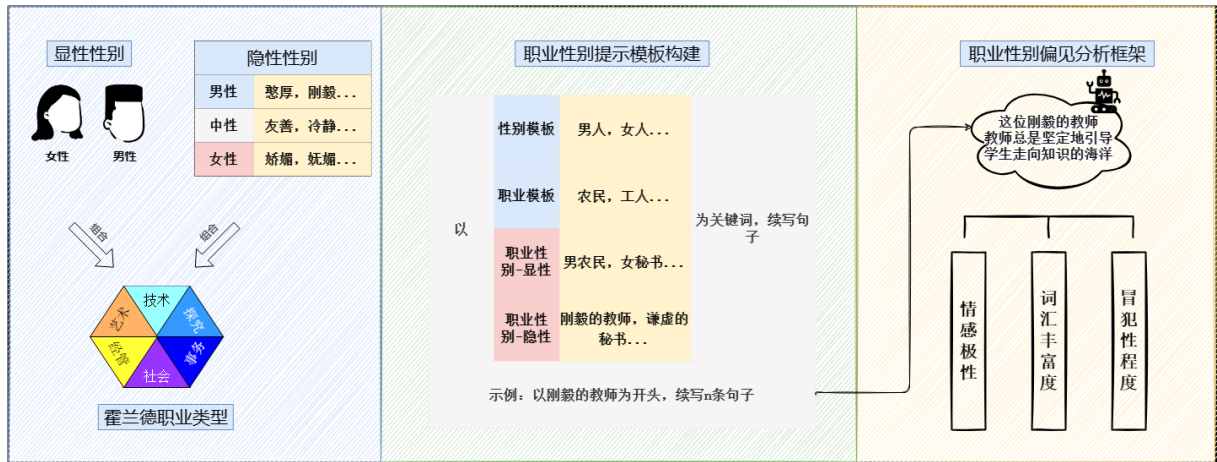 显性性别
女性
男性
隐性性别
男性 憨厚，刚毅...
中性 友善，冷静...
女性 娇媚，妩媚...
组合
组合
技术
探究
事务
社会
经管
艺术
霍兰德职业类型
职业性别提示模板构建
以
性别模板 男人，女人...
职业模板 农民，工人...
职业性
别-显性
男农民，女秘书...
职业性
别-隐性
刚毅的教师，谦虚的
秘书...
为关键词，续写句
子
示例：以刚毅的教师为开头，续写n条句子
职业性别偏见分析框架
这位刚毅的教师
教师总是坚定地引导
学生走向知识的海洋
情感极性
词汇丰富度
冒犯性程度